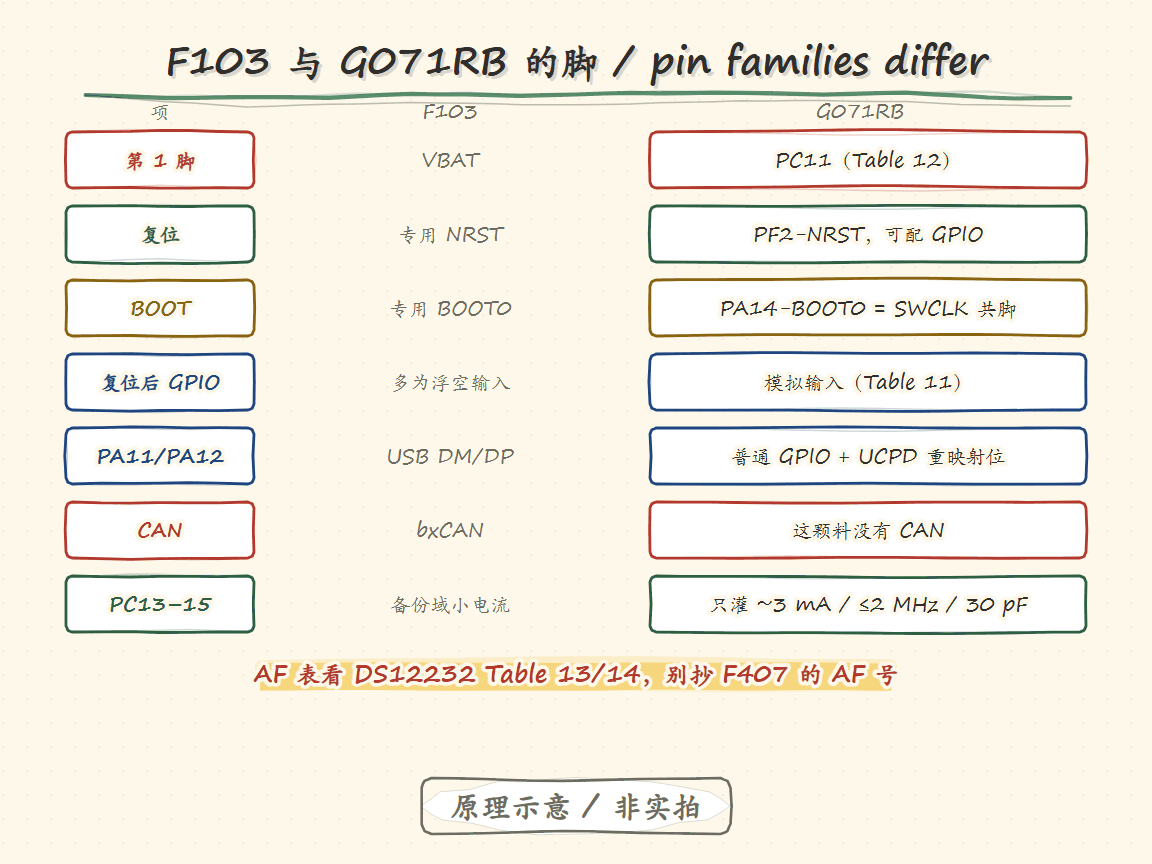 F103 与 G071RB 的脚 / pin families differ
项 F103 G071RB
第 1 脚 VBAT PC11（Table 12）
复位 专用 NRST PF2-NRST，可配 GPIO
BOOT 专用 BOOT0 PA14-BOOT0 = SWCLK 共脚
复位后 GPIO 多为浮空输入 模拟输入（Table 11）
PA11/PA12 USB DM/DP 普通 GPIO + UCPD 重映射位
CAN bxCAN 这颗料没有 CAN
PC13–15 备份域小电流 只灌 ~3 mA / ≤2 MHz / 30 pF
AF 表看 DS12232 Table 13/14，别抄 F407 的 AF 号
原理示意 / 非实拍